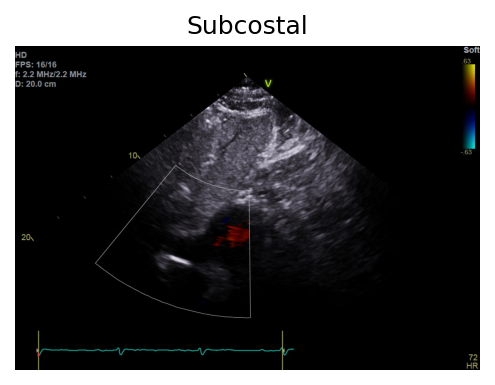 Subcostal
HD
FPS: 16/16
f: 2.2 MHz/2.2 MHz
D: 20.0 cm
V
Soft
63
-63
10
20
72
HR